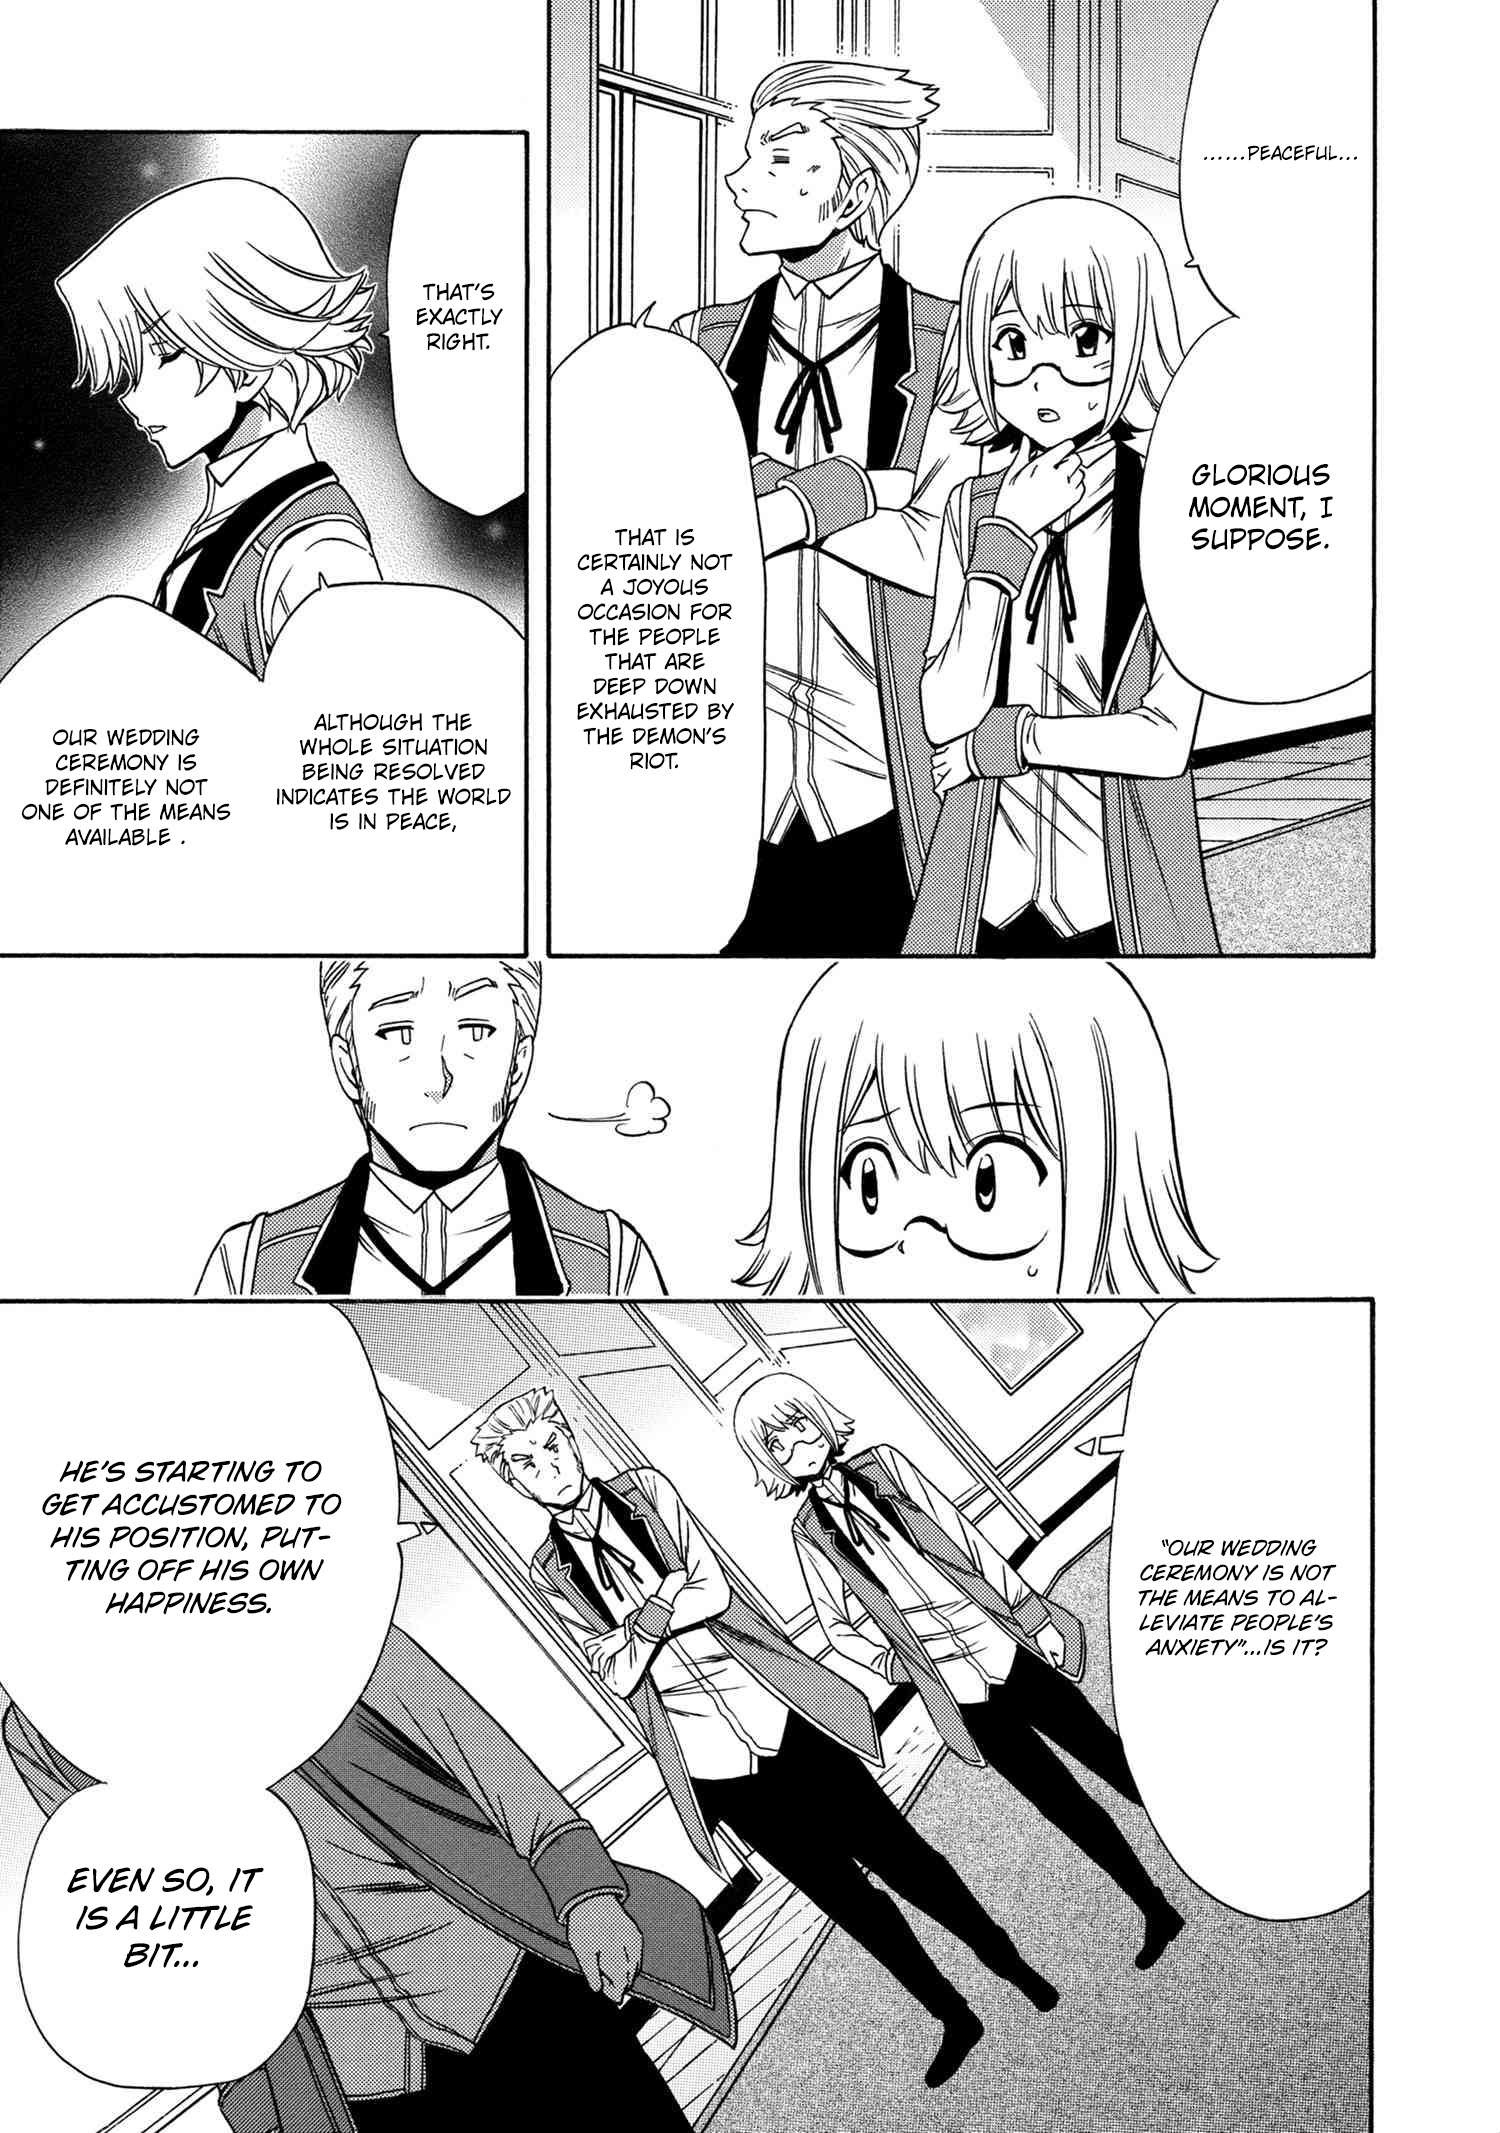 ......PEACEFUL...
GLORIOUS
MOMENT, I
SUPPOSE.
THAT IS
CERTAINLY NOT
A JOYOUS
OCCASION FOR
THE PEOPLE
THAT ARE
DEEP DOWN
EXHAUSTED BY
THE DEMON'S
RIOT.
THAT'S
EXACTLY
RIGHT.
ALTHOUGH THE
WHOLE SITUATION
BEING RESOLVED
INDICATES THE WORLD
IS IN PEACE,
OUR WEDDING
CEREMONY IS
DEFINITELY NOT
ONE OF THE MEANS
AVAILABLE .
"OUR WEDDING
CEREMONY IS NOT
THE MEANS TO AL-
LEVIATE PEOPLE'S
ANXIETY"...IS IT?
HE'S STARTING TO
GET ACCUSTOMED TO
HIS POSITION, PUT-
TING OFF HIS OWN
HAPPINESS.
EVEN SO, IT
IS A LITTLE
BIT...